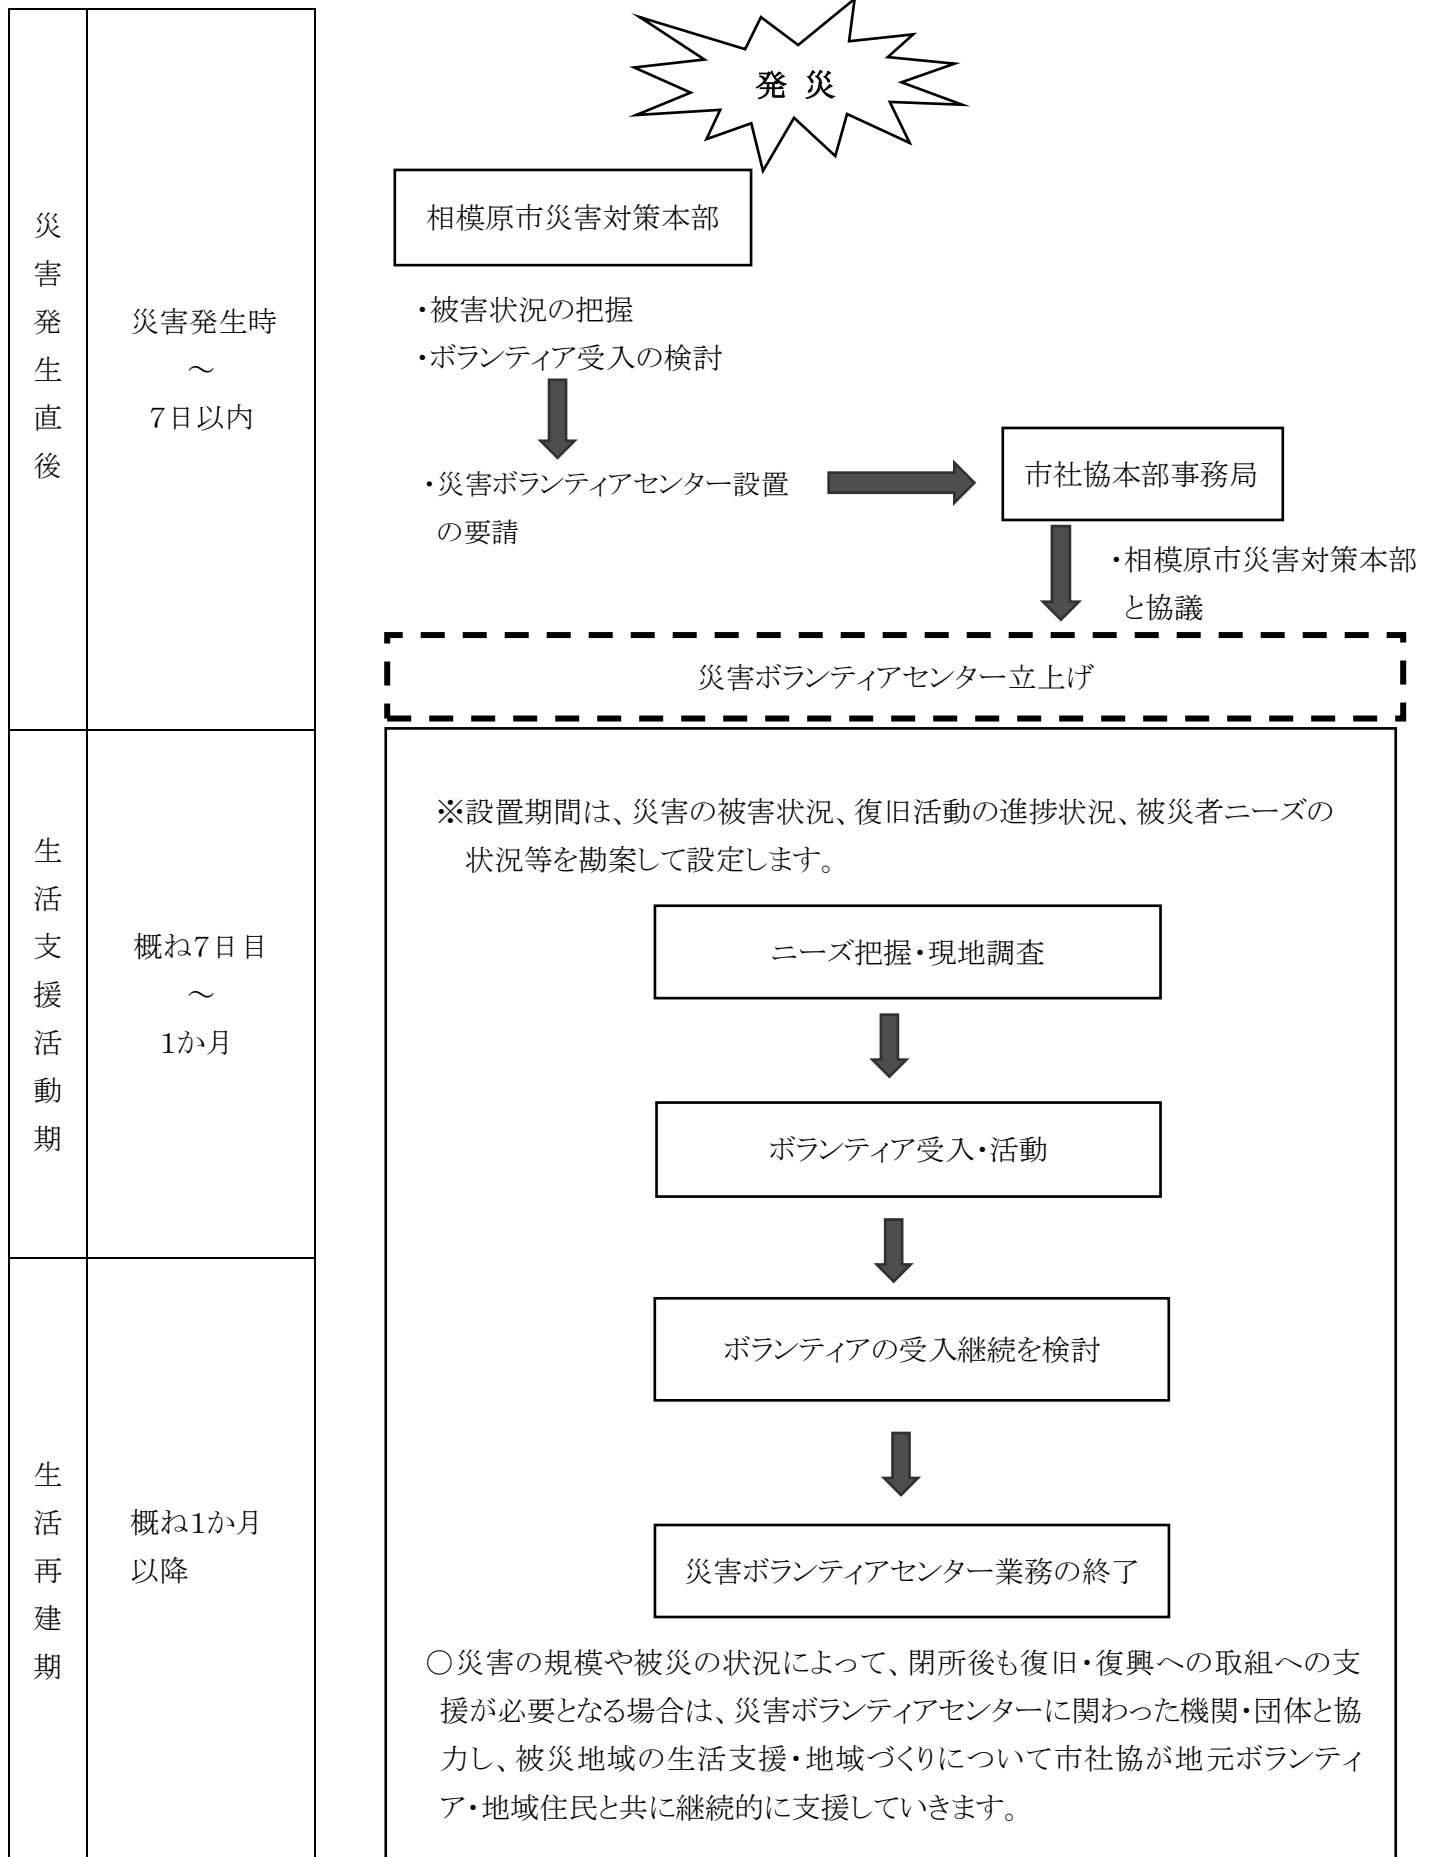 発 災
災害発生直後
災害発生時
～
7日以内
相模原市災害対策本部
・被害状況の把握
・ボランティア受入の検討
・災害ボランティアセンター設置
の要請
市社協本部事務局
・相模原市災害対策本部
と協議
災害ボランティアセンター立上げ
生活支援活動期
概ね7日目
～
1か月
※設置期間は、災害の被害状況、復旧活動の進捗状況、被災者ニーズの
状況等を勘案して設定します。
ニーズ把握・現地調査
ボランティア受入・活動
生活再建期
概ね1か月
以降
ボランティアの受入継続を検討
災害ボランティアセンター業務の終了
○災害の規模や被災の状況によって、閉所後も復旧・復興への取組への支
援が必要となる場合は、災害ボランティアセンターに関わった機関・団体と協
力し、被災地域の生活支援・地域づくりについて市社協が地元ボランティ
ア・地域住民と共に継続的に支援していきます。